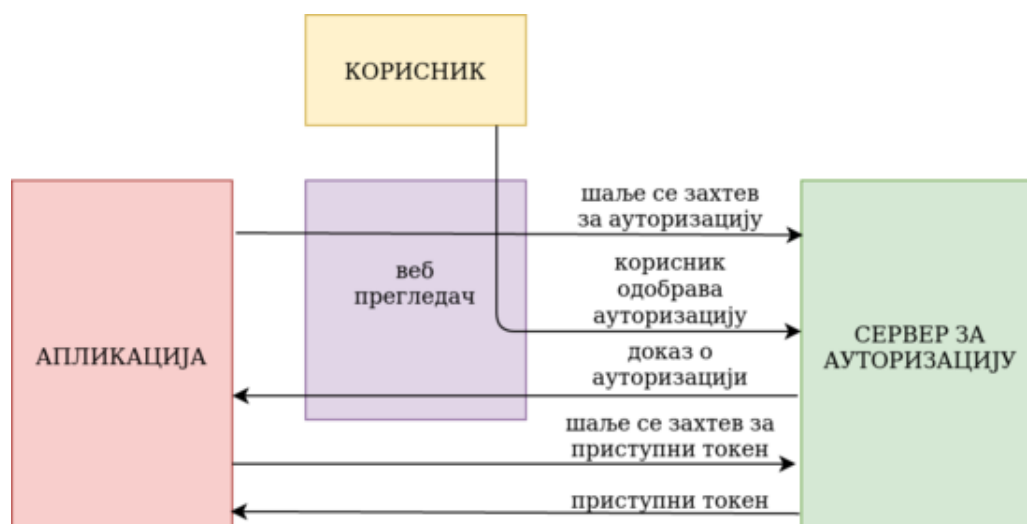 КОРИСНИК
шаље се захтев
за ауторизацију
веб
прегледач
корисник
одобрава
ауторизацију
АПЛИКАЦИЈА
СЕРВЕР ЗА
АУТОРИЗАЦИЈУ
доказ о
ауторизацији
шаље се захтев за
приступни токен
приступни токен